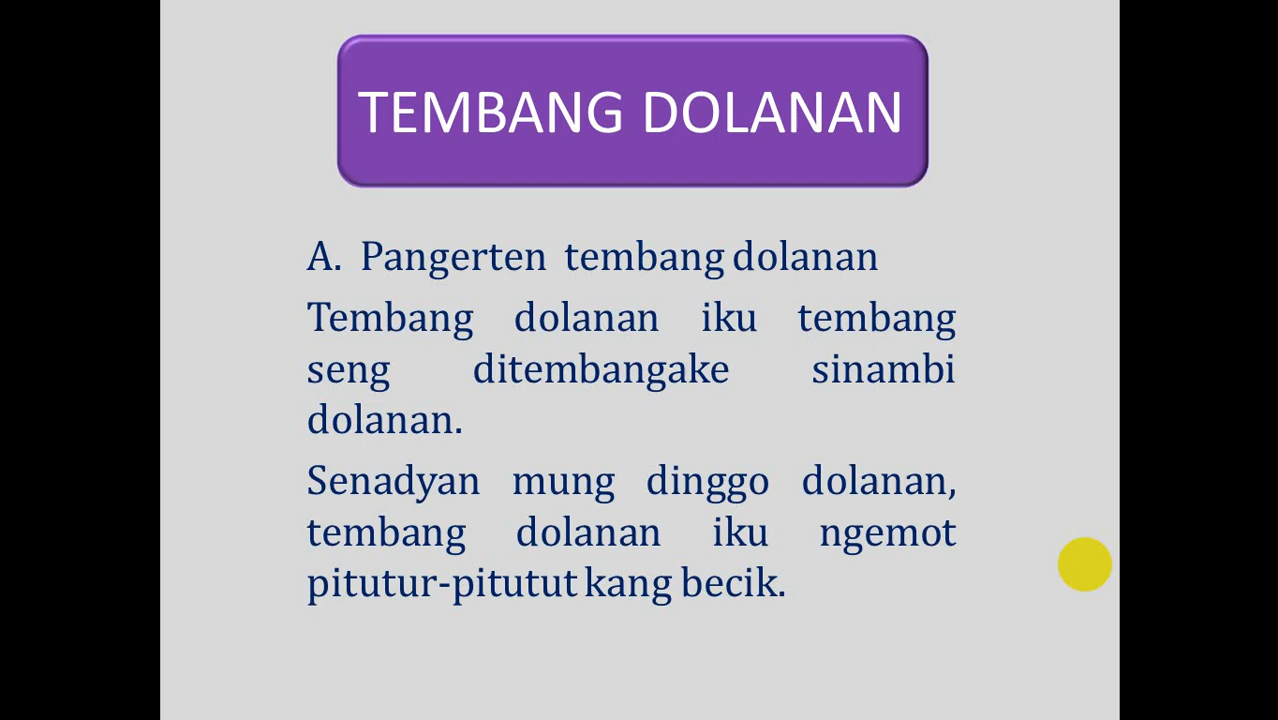 TEMBANG DOLANAN
A. Pangerten tembang dolanan
Tembang dolanan iku tembang
seng ditembangake sinambi
dolanan.
Senadyan mung dinggo dolanan,
tembang dolanan iku ngemot
pitutur-pitutut kang becik.